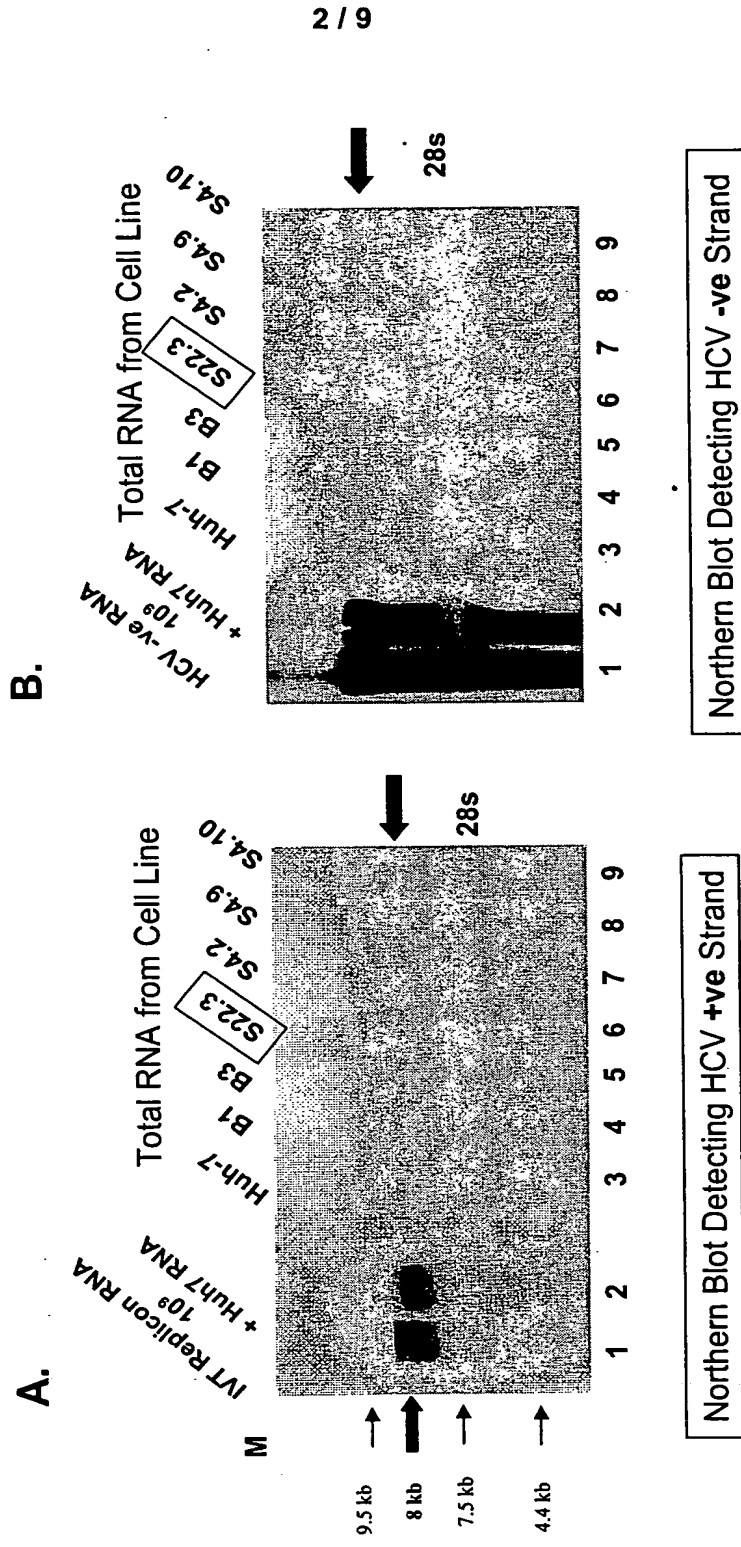 2 / 9
A.
IVT Replicon RNA
10⁹
+ Huh7 RNA
Total RNA from Cell Line
Huh-7
B1
B3
S22.3
S4.2
S4.9
S4.10
M
9.5 kb
8 kb
7.5 kb
4.4 kb
28s
1 2 3 4 5 6 7 8 9
Northern Blot Detecting HCV +ve Strand
B.
HCV -ve RNA
10⁹
+ Huh7 RNA
Total RNA from Cell Line
Huh-7
B1
B3
S22.3
S4.2
S4.9
S4.10
28s
1 2 3 4 5 6 7 8 9
Northern Blot Detecting HCV -ve Strand